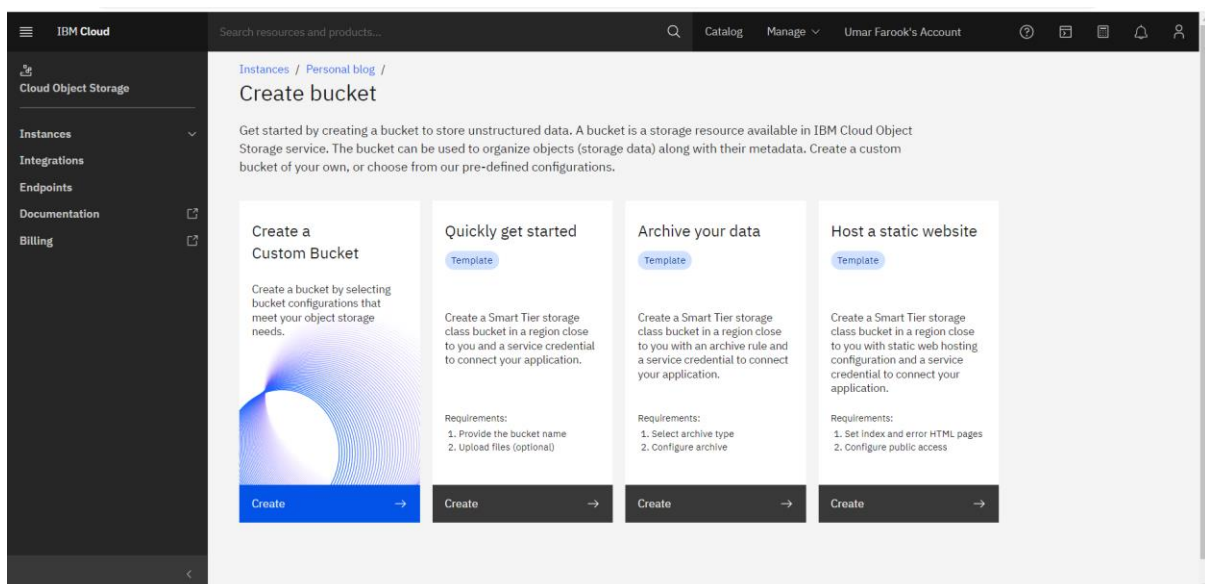 IBM Cloud
Search resources and products...
Catalog
Manage
Umar Farook's Account
Cloud Object Storage
Instances
Integrations
Endpoints
Documentation
Billing
Instances / Personal blog /
Create bucket
Get started by creating a bucket to store unstructured data. A bucket is a storage resource available in IBM Cloud Object
Storage service. The bucket can be used to organize objects (storage data) along with their metadata. Create a custom
bucket of your own, or choose from our pre-defined configurations.
Create a
Custom Bucket
Create a bucket by selecting
bucket configurations that
meet your object storage
needs.
Create
Quickly get started
Template
Create a Smart Tier storage
class bucket in a region close
to you and a service credential
to connect your application.
Requirements:
1. Provide the bucket name
2. Upload files (optional)
Create
Archive your data
Template
Create a Smart Tier storage
class bucket in a region close
to you with an archive rule and
a service credential to connect
your application.
Requirements:
1. Select archive type
2. Configure archive
Create
Host a static website
Template
Create a Smart Tier storage
class bucket in a region close
to you with static web hosting
configuration and a service
credential to connect your
application.
Requirements:
1. Set index and error HTML pages
2. Configure public access
Create